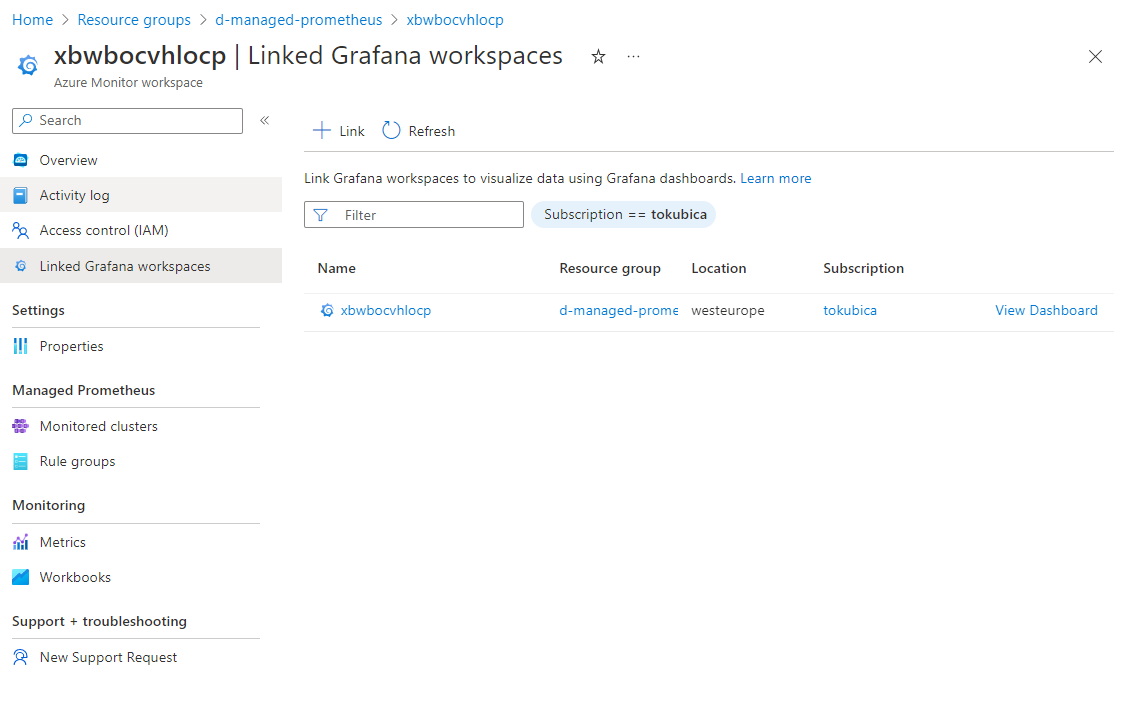 Home > Resource groups > d-managed-prometheus > xbwbocvhlocp
xbwbocvhlocp | Linked Grafana workspaces
Azure Monitor workspace
Search
Overview
Activity log
Access control (IAM)
Linked Grafana workspaces
Settings
Properties
Managed Prometheus
Monitored clusters
Rule groups
Monitoring
Metrics
Workbooks
Support + troubleshooting
New Support Request
Link Refresh
Link Grafana workspaces to visualize data using Grafana dashboards. Learn more
Filter Subscription == tokubica
Name Resource group Location Subscription
xbwbocvhlocp d-managed-prome westeurope tokubica View Dashboard